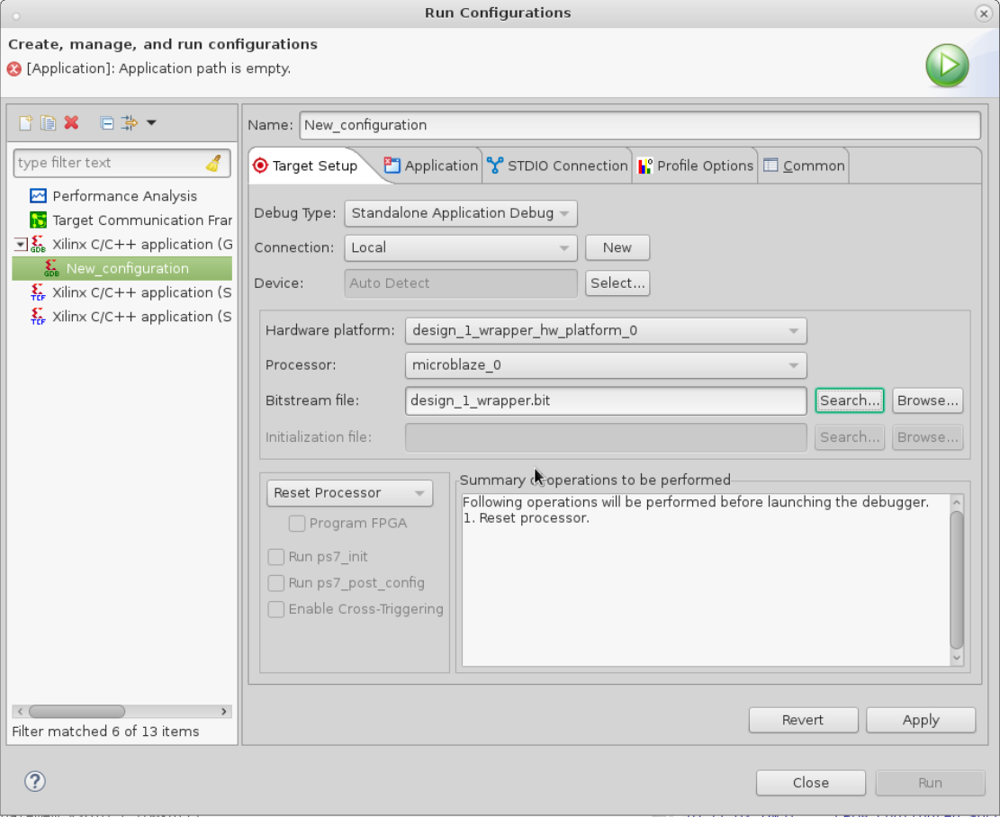 Run Configurations
Create, manage, and run configurations
[Application]: Application path is empty.
type filter text
Performance Analysis
Target Communication Fra
Xilinx C/C++ application (G
New_configuration
Xilinx C/C++ application (S
Xilinx C/C++ application (S
Filter matched 6 of 13 items
Name: New_configuration
Target Setup Application STDIO Connection Profile Options Common
Debug Type: Standalone Application Debug
Connection: Local New
Device: Auto Detect Select...
Hardware platform: design_1_wrapper_hw_platform_0
Processor: microblaze_0
Bitstream file: design_1_wrapper.bit Search... Browse...
Initialization file: Search... Browse...
Reset Processor
Program FPGA
Run ps7_init
Run ps7_post_config
Enable Cross-Triggering
Summary of operations to be performed
Following operations will be performed before launching the debugger.
1. Reset processor.
Revert Apply
? Close Run